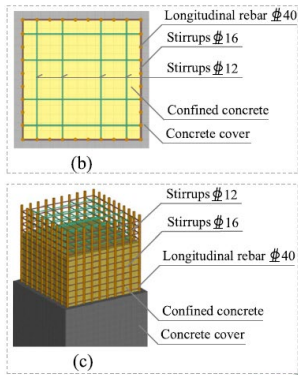 Longitudinal rebar ⌽40
Stirrups ⌽16
Stirrups ⌽12
Confined concrete
Concrete cover
(b)
Stirrups ⌽12
Stirrups ⌽16
Longitudinal rebar ⌽40
Confined concrete
Concrete cover
(c)